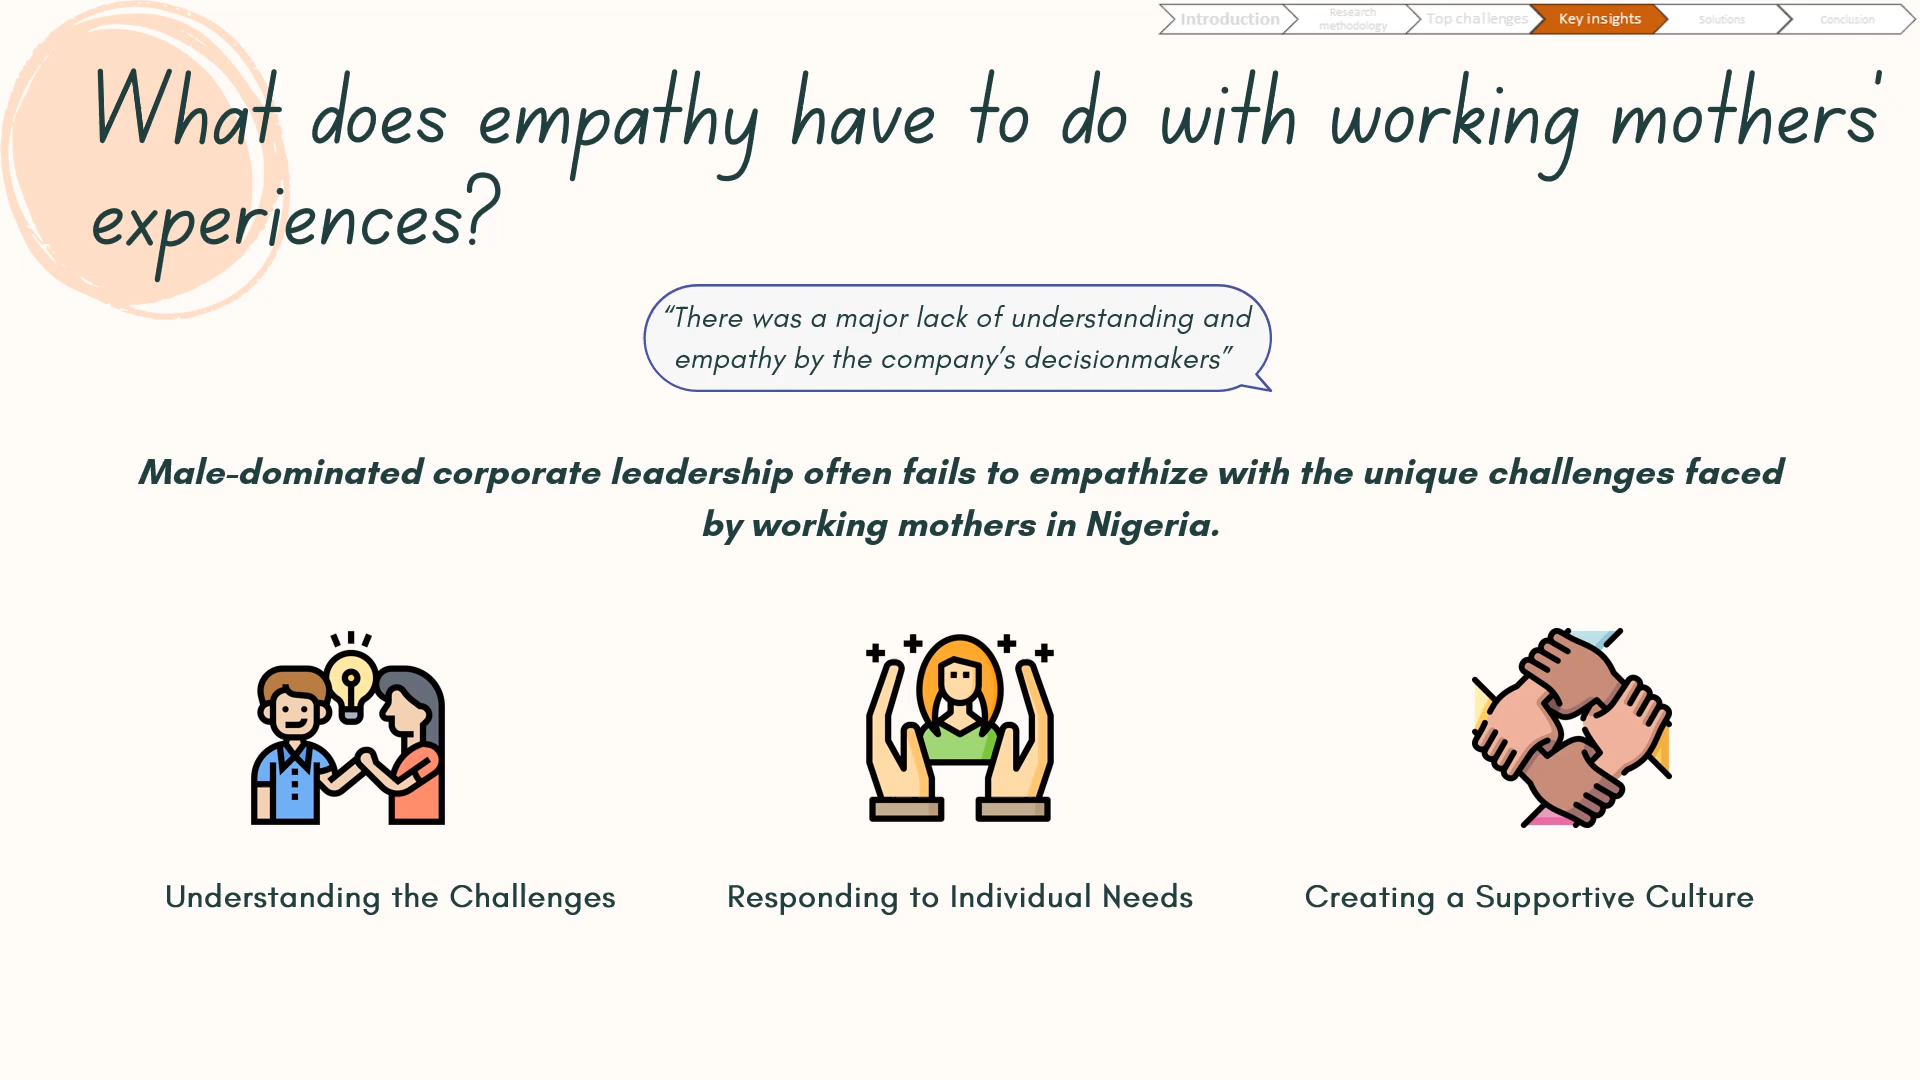 Introduction
Research
methodology
Top challenges
Key insights
Solutions
Conclusion
What does empathy have to do with working mothers'
experiences?
“There was a major lack of understanding and
empathy by the company’s decisionmakers”
Male-dominated corporate leadership often fails to empathize with the unique challenges faced
by working mothers in Nigeria.
Understanding the Challenges
Responding to Individual Needs
Creating a Supportive Culture